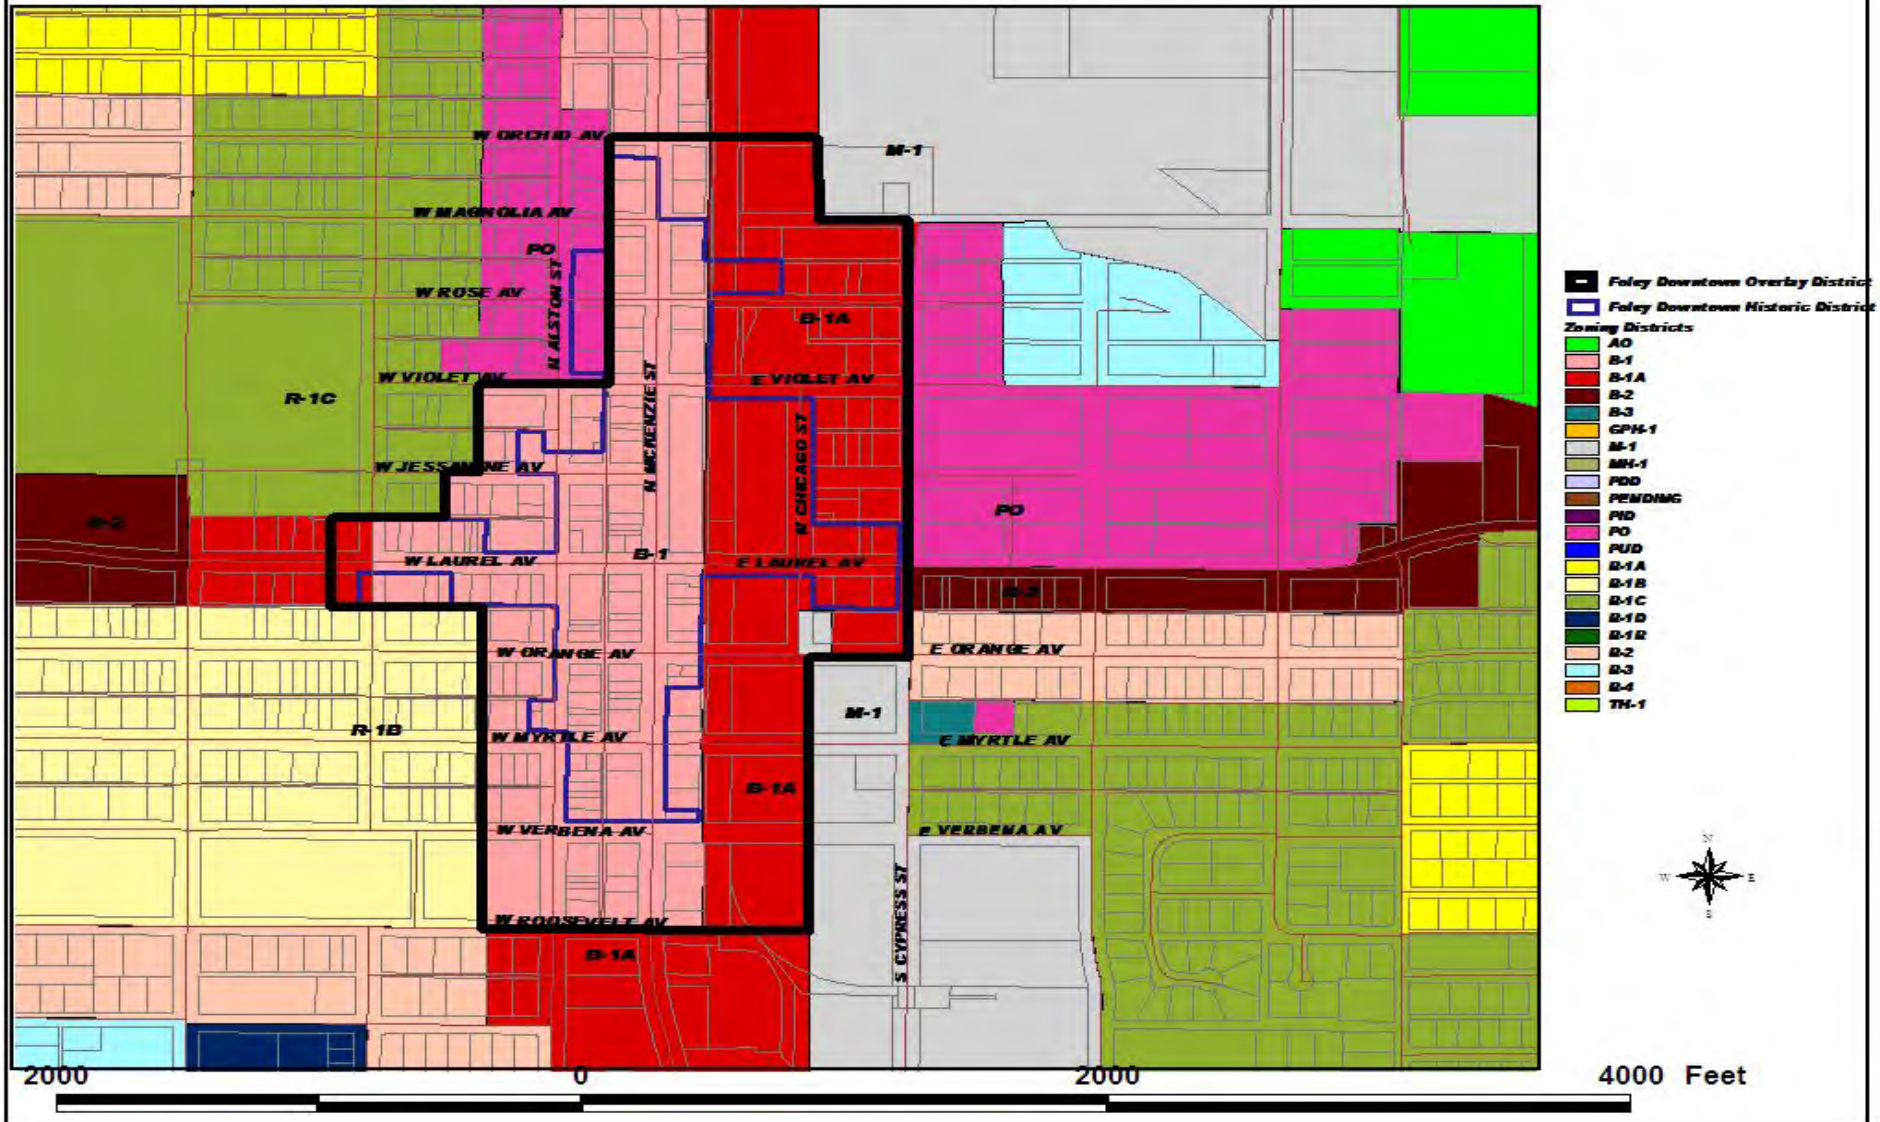 W ORCHID AV
M-1
W MAGNOLIA AV
PO
N ALSTON ST
W ROSE AV
B-1A
W VIOLET AV
E VIOLET AV
N MCKENZIE ST
R-1C
N CHICAGO ST
W JESSAMINE AV
PO
B-2
B-1
W LAUREL AV
E LAUREL AV
B-2
W ORANGE AV
E ORANGE AV
M-1
R-1B
W MYRTLE AV
E MYRTLE AV
B-1A
W VERBENA AV
E VERBENA AV
S CYPRESS ST
W ROOSEVELT AV
B-1A
Foley Downtown Overlay District
Foley Downtown Historic District
Zoning Districts
AO
B-1
B-1A
B-2
B-3
GPH-1
M-1
MH-1
PDD
PENDING
PID
PO
PUD
R-1A
R-1B
R-1C
R-1D
R-1R
R-2
R-3
R-4
TH-1
N
W E
S
2000 0 2000 4000 Feet